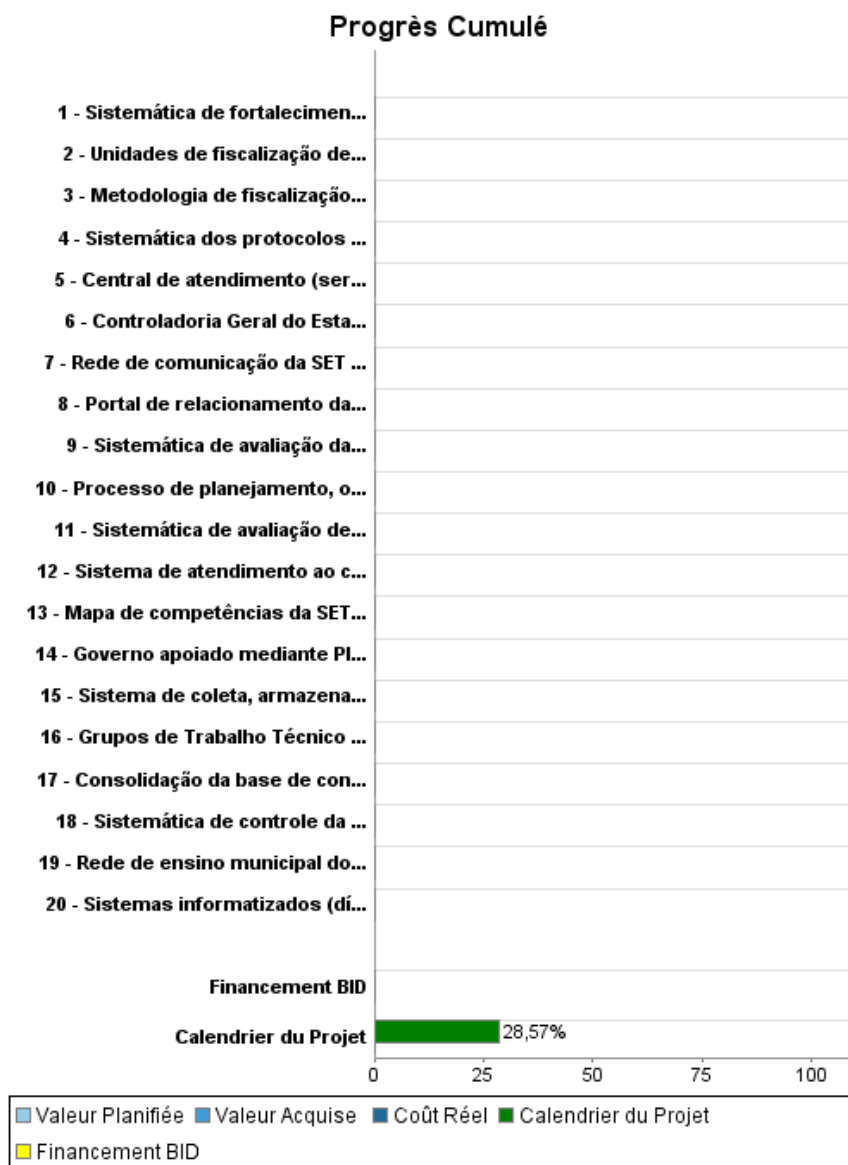 Progrès Cumulé
1 - Sistemática de fortalecimen...
2 - Unidades de fiscalização de...
3 - Metodologia de fiscalização...
4 - Sistemática dos protocolos ...
5 - Central de atendimento (ser...
6 - Controladoria Geral do Esta...
7 - Rede de comunicação da SET ...
8 - Portal de relacionamento da...
9 - Sistemática de avaliação da...
10 - Processo de planejamento, o...
11 - Sistemática de avaliação de...
12 - Sistema de atendimento ao c...
13 - Mapa de competências da SET...
14 - Governo apoiado mediante Pl...
15 - Sistema de coleta, armazena...
16 - Grupos de Trabalho Técnico ...
17 - Consolidação da base de con...
18 - Sistemática de controle da ...
19 - Rede de ensino municipal do...
20 - Sistemas informatizados (dí...
Financement BID
Calendrier du Projet 28,57%
0 25 50 75 100
Valeur Planifiée Valeur Acquise Coût Réel Calendrier du Projet
Financement BID